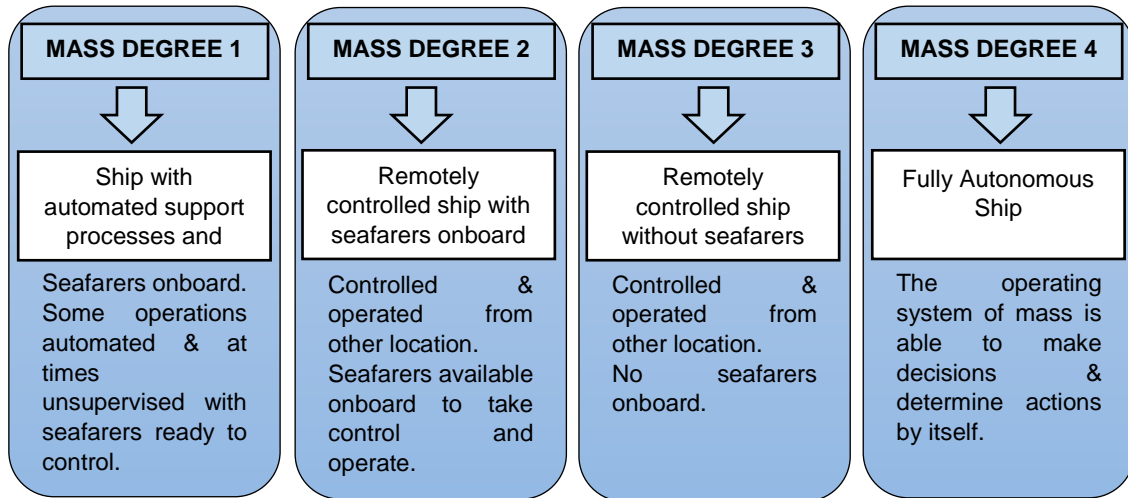 MASS DEGREE 1
Ship with
automated support
processes and
Seafarers onboard.
Some operations
automated & at
times
unsupervised with
seafarers ready to
control.
MASS DEGREE 2
Remotely
controlled ship with
seafarers onboard
Controlled &
operated from
other location.
Seafarers available
onboard to take
control and
operate.
MASS DEGREE 3
Remotely
controlled ship
without seafarers
Controlled &
operated from
other location.
No seafarers
onboard.
MASS DEGREE 4
Fully Autonomous
Ship
The operating
system of mass is
able to make
decisions &
determine actions
by itself.